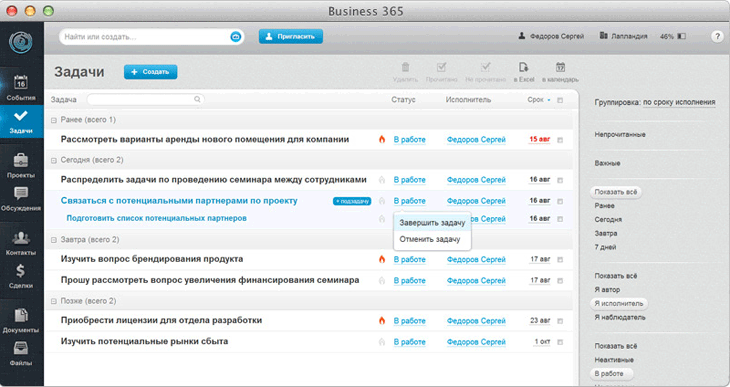 Business 365
Найти или создать...
Пригласить
Федоров Сергей
Лапландия
46%
?
Задачи
Создать
Удалить
Прочитано
Не прочитано
в Excel
в календарь
16
События
Задачи
Проекты
Обсуждения
Контакты
Сделки
Документы
Файлы
Задача Статус Исполнитель Срок
Ранее (всего 1)
Рассмотреть варианты аренды нового помещения для компании В работе Федоров Сергей 15 авг
Сегодня (всего 2)
Распределить задачи по проведению семинара между сотрудниками В работе Федоров Сергей 16 авг
Связаться с потенциальными партнерами по проекту + подзадачу В работе Федоров Сергей 16 авг
Подготовить список потенциальных партнеров Федоров Сергей 16 авг
Завершить задачу
Отменить задачу
Завтра (всего 2)
Изучить вопрос брендирования продукта В работе Федоров Сергей 17 авг
Прошу рассмотреть вопрос увеличения финансирования семинара В работе Федоров Сергей 17 авг
Позже (всего 2)
Приобрести лицензии для отдела разработки В работе Федоров Сергей 23 авг
Изучить потенциальные рынки сбыта В работе Федоров Сергей 1 окт
Группировка: по сроку исполнения
Непрочитанные
Важные
Показать всё
Ранее
Сегодня
Завтра
7 дней
Показать всё
Я автор
Я исполнитель
Я наблюдатель
Показать всё
Неактивные
В работе